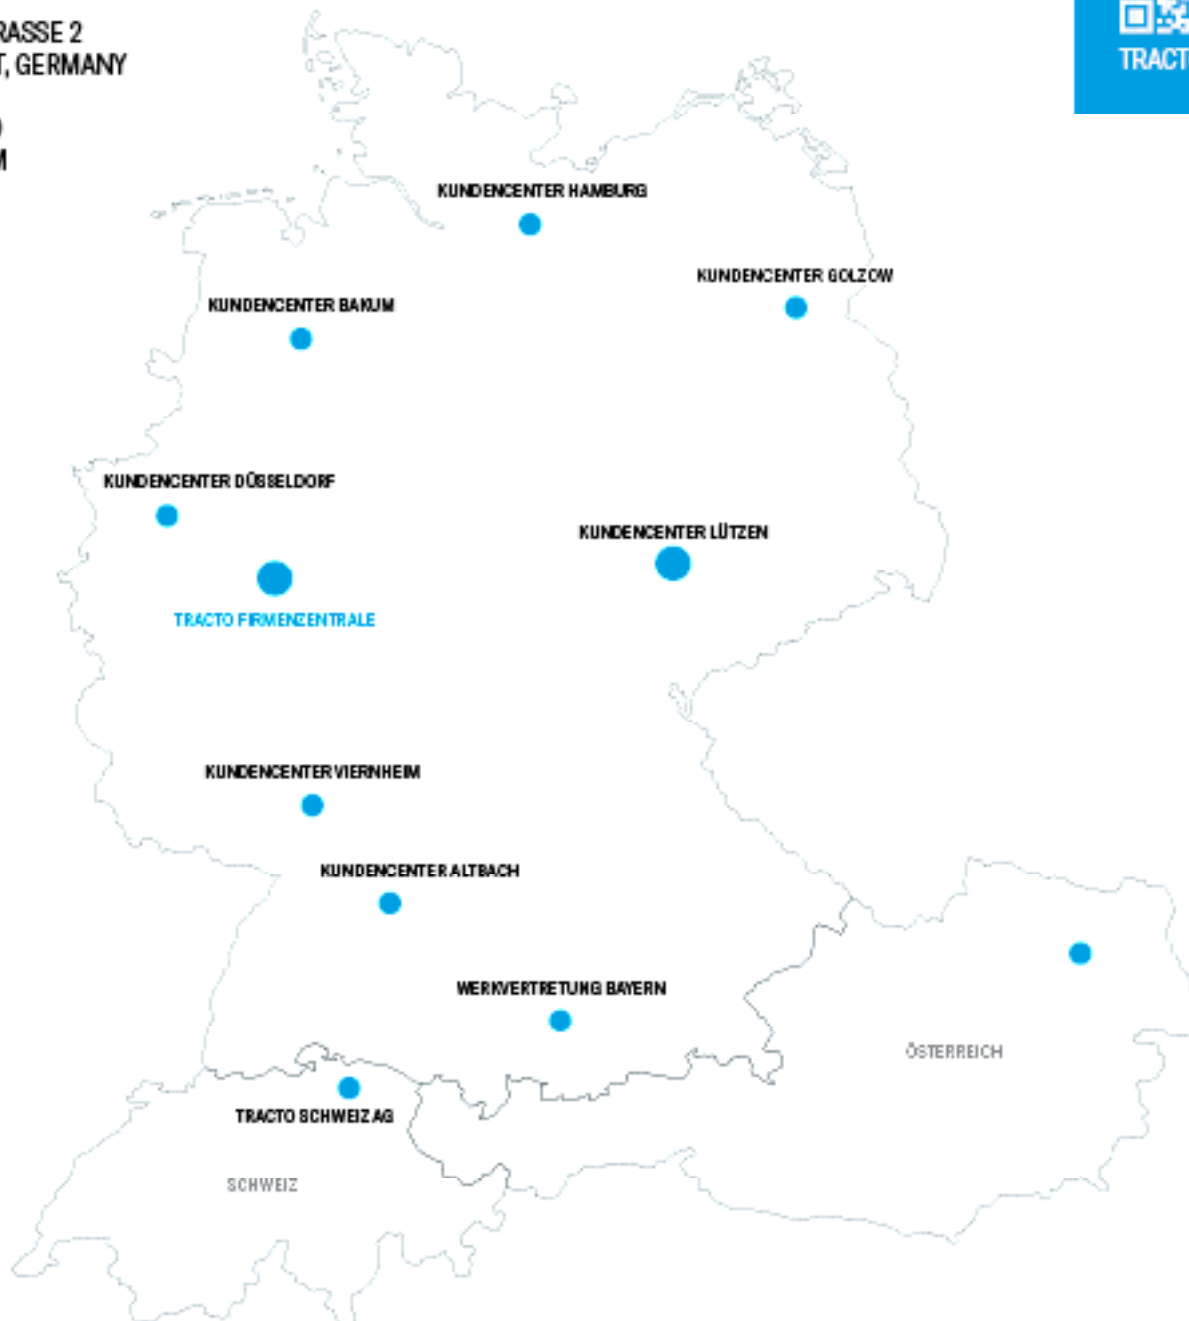 RASSE 2
T, GERMANY
)
M
TRACT
KUNDENCENTER HAMBURG
KUNDENCENTER GOLZOW
KUNDENCENTER BAKUM
KUNDENCENTER DÜSSELDORF
KUNDENCENTER LÜTZEN
TRACTO FIRMENZENTRALE
KUNDENCENTER VIERNHEIM
KUNDENCENTER ALTBACH
WERKVERTRETUNG BAYERN
ÖSTERREICH
TRACTO SCHWEIZ AG
SCHWEIZ